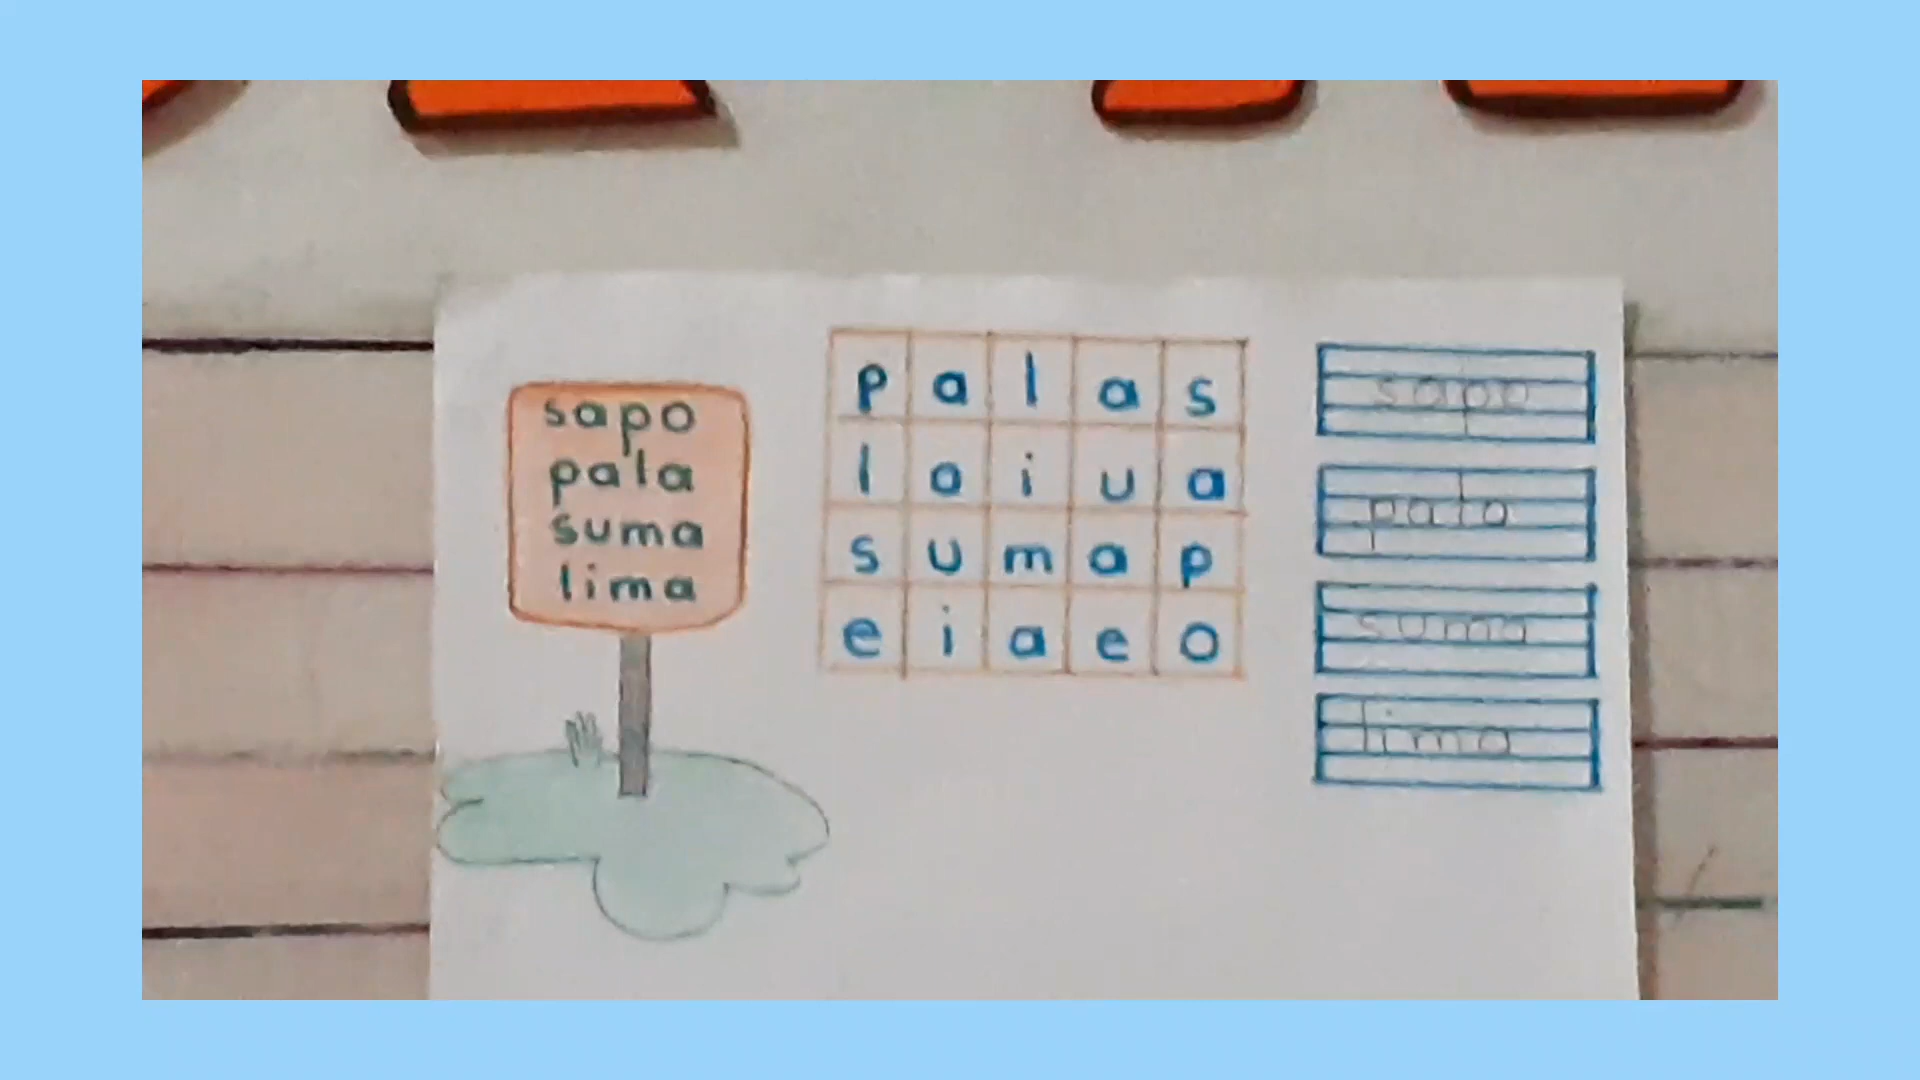 sapo
pala
suma
lima
p a l a s
l o i u a
s u m a p
e i a e o
sapo
pala
suma
lima